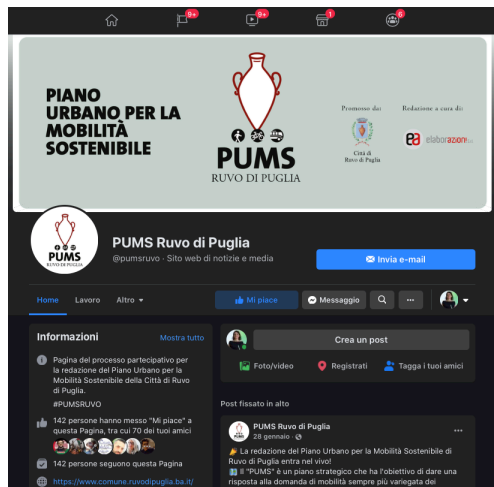 9+
9+
1
6
PIANO
URBANO PER LA
MOBILITÀ
SOSTENIBILE
PUMS
RUVO DI PUGLIA
Promosso da:
Città di
Ruvo di Puglia
Redazione a cura di:
ea elaborazioni
PUMS
RUVO DI PUGLIA
PUMS Ruvo di Puglia
@pumsruvo · Sito web di notizie e media
Invia e-mail
Home
Lavoro
Altro
Mi piace
Messaggio
Informazioni
Mostra tutto
Pagina del processo partecipativo per
la redazione del Piano Urbano per la
Mobilità Sostenibile della Città di Ruvo
di Puglia.
#PUMSRUVO
142 persone hanno messo "Mi piace" a
questa Pagina, tra cui 70 dei tuoi amici
142 persone seguono questa Pagina
https://www.comune.ruvodipuglia.ba.it/
Crea un post
Foto/video
Registrati
Tagga i tuoi amici
Post fissato in alto
PUMS Ruvo di Puglia
28 gennaio ·
La redazione del Piano Urbano per la Mobilità Sostenibile di
Ruvo di Puglia entra nel vivo!
Il "PUMS" è un piano strategico che ha l'obiettivo di dare una
risposta alla domanda di mobilità sempre più variegata dei